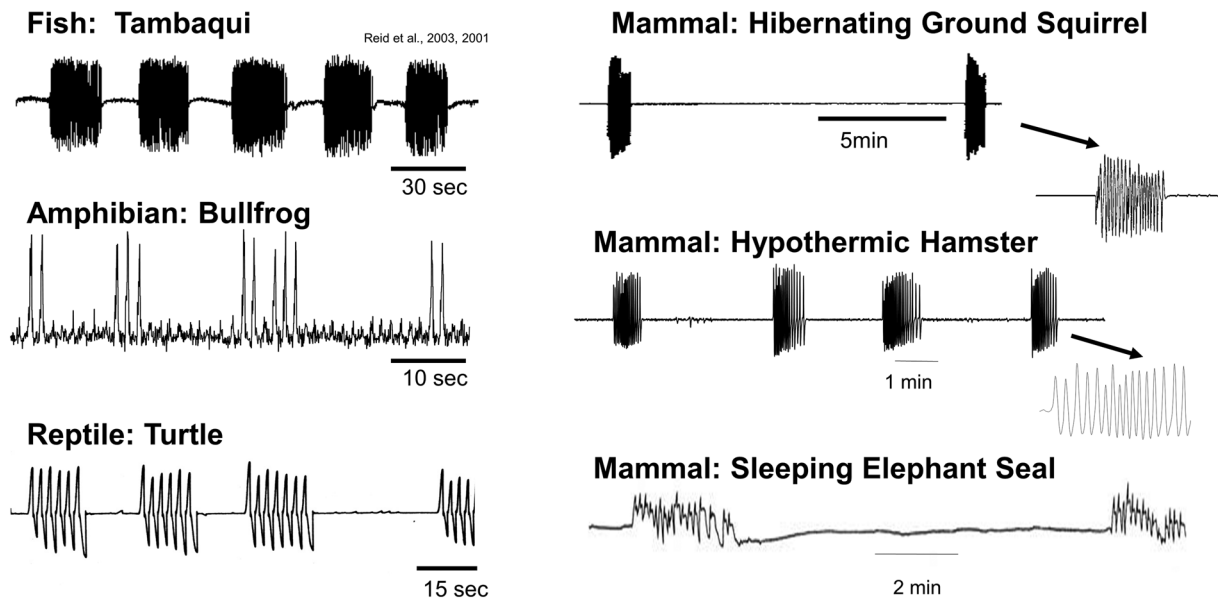 Fish: Tambaqui
Reid et al., 2003, 2001
30 sec
Amphibian: Bullfrog
10 sec
Reptile: Turtle
15 sec
Mammal: Hibernating Ground Squirrel
5min
Mammal: Hypothermic Hamster
1 min
Mammal: Sleeping Elephant Seal
2 min